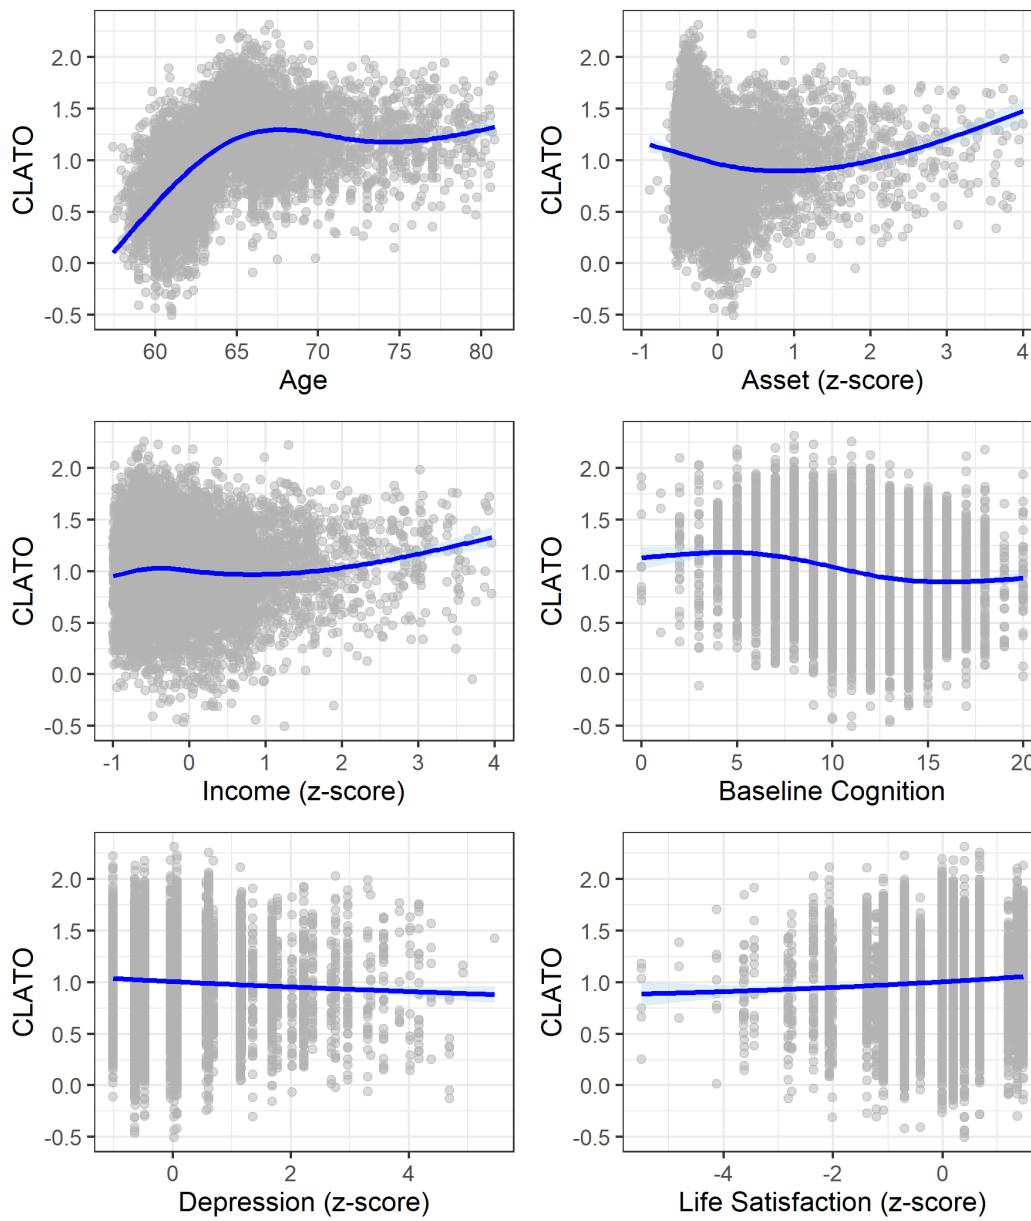 2.0
1.5
1.0
0.5
0.0
-0.5
CLATO
60 65 70 75 80
Age
2.0
1.5
1.0
0.5
0.0
-0.5
CLATO
-1 0 1 2 3 4
Asset (z-score)
2.0
1.5
1.0
0.5
0.0
-0.5
CLATO
-1 0 1 2 3 4
Income (z-score)
2.0
1.5
1.0
0.5
0.0
-0.5
CLATO
0 5 10 15 20
Baseline Cognition
2.0
1.5
1.0
0.5
0.0
-0.5
CLATO
0 2 4
Depression (z-score)
2.0
1.5
1.0
0.5
0.0
-0.5
CLATO
-4 -2 0
Life Satisfaction (z-score)